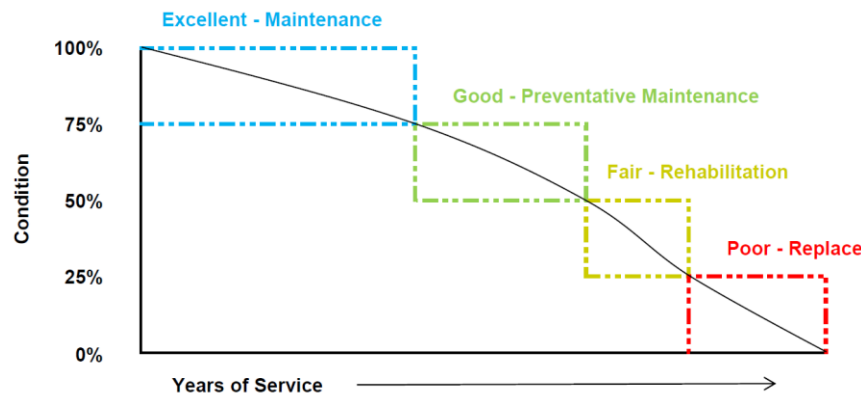 Excellent - Maintenance
100%
Good - Preventative Maintenance
75%
Fair - Rehabilitation
50%
Poor - Replace
25%
0%
Condition
Years of Service